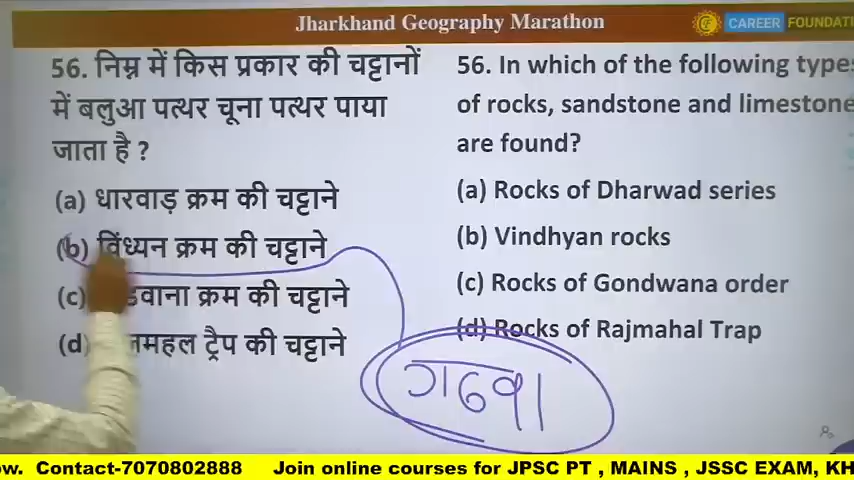 Jharkhand Geography Marathon
CAREER FOUNDATI
56. निम्न में किस प्रकार की चट्टानों
में बलुआ पत्थर चूना पत्थर पाया
जाता है ?
(a) धारवाड़ क्रम की चट्टाने
(b) विंध्यन क्रम की चट्टाने
(c) क्रम की चट्टाने
(d) ट्रैप की चट्टाने
56. In which of the following types
of rocks, sandstone and limestone
are found?
(a) Rocks of Dharwad series
(b) Vindhyan rocks
(c) Rocks of Gondwana order
(d) Rocks of Rajmahal Trap
गढवा
ow. Contact-7070802888 Join online courses for JPSC PT , MAINS , JSSC EXAM, KH